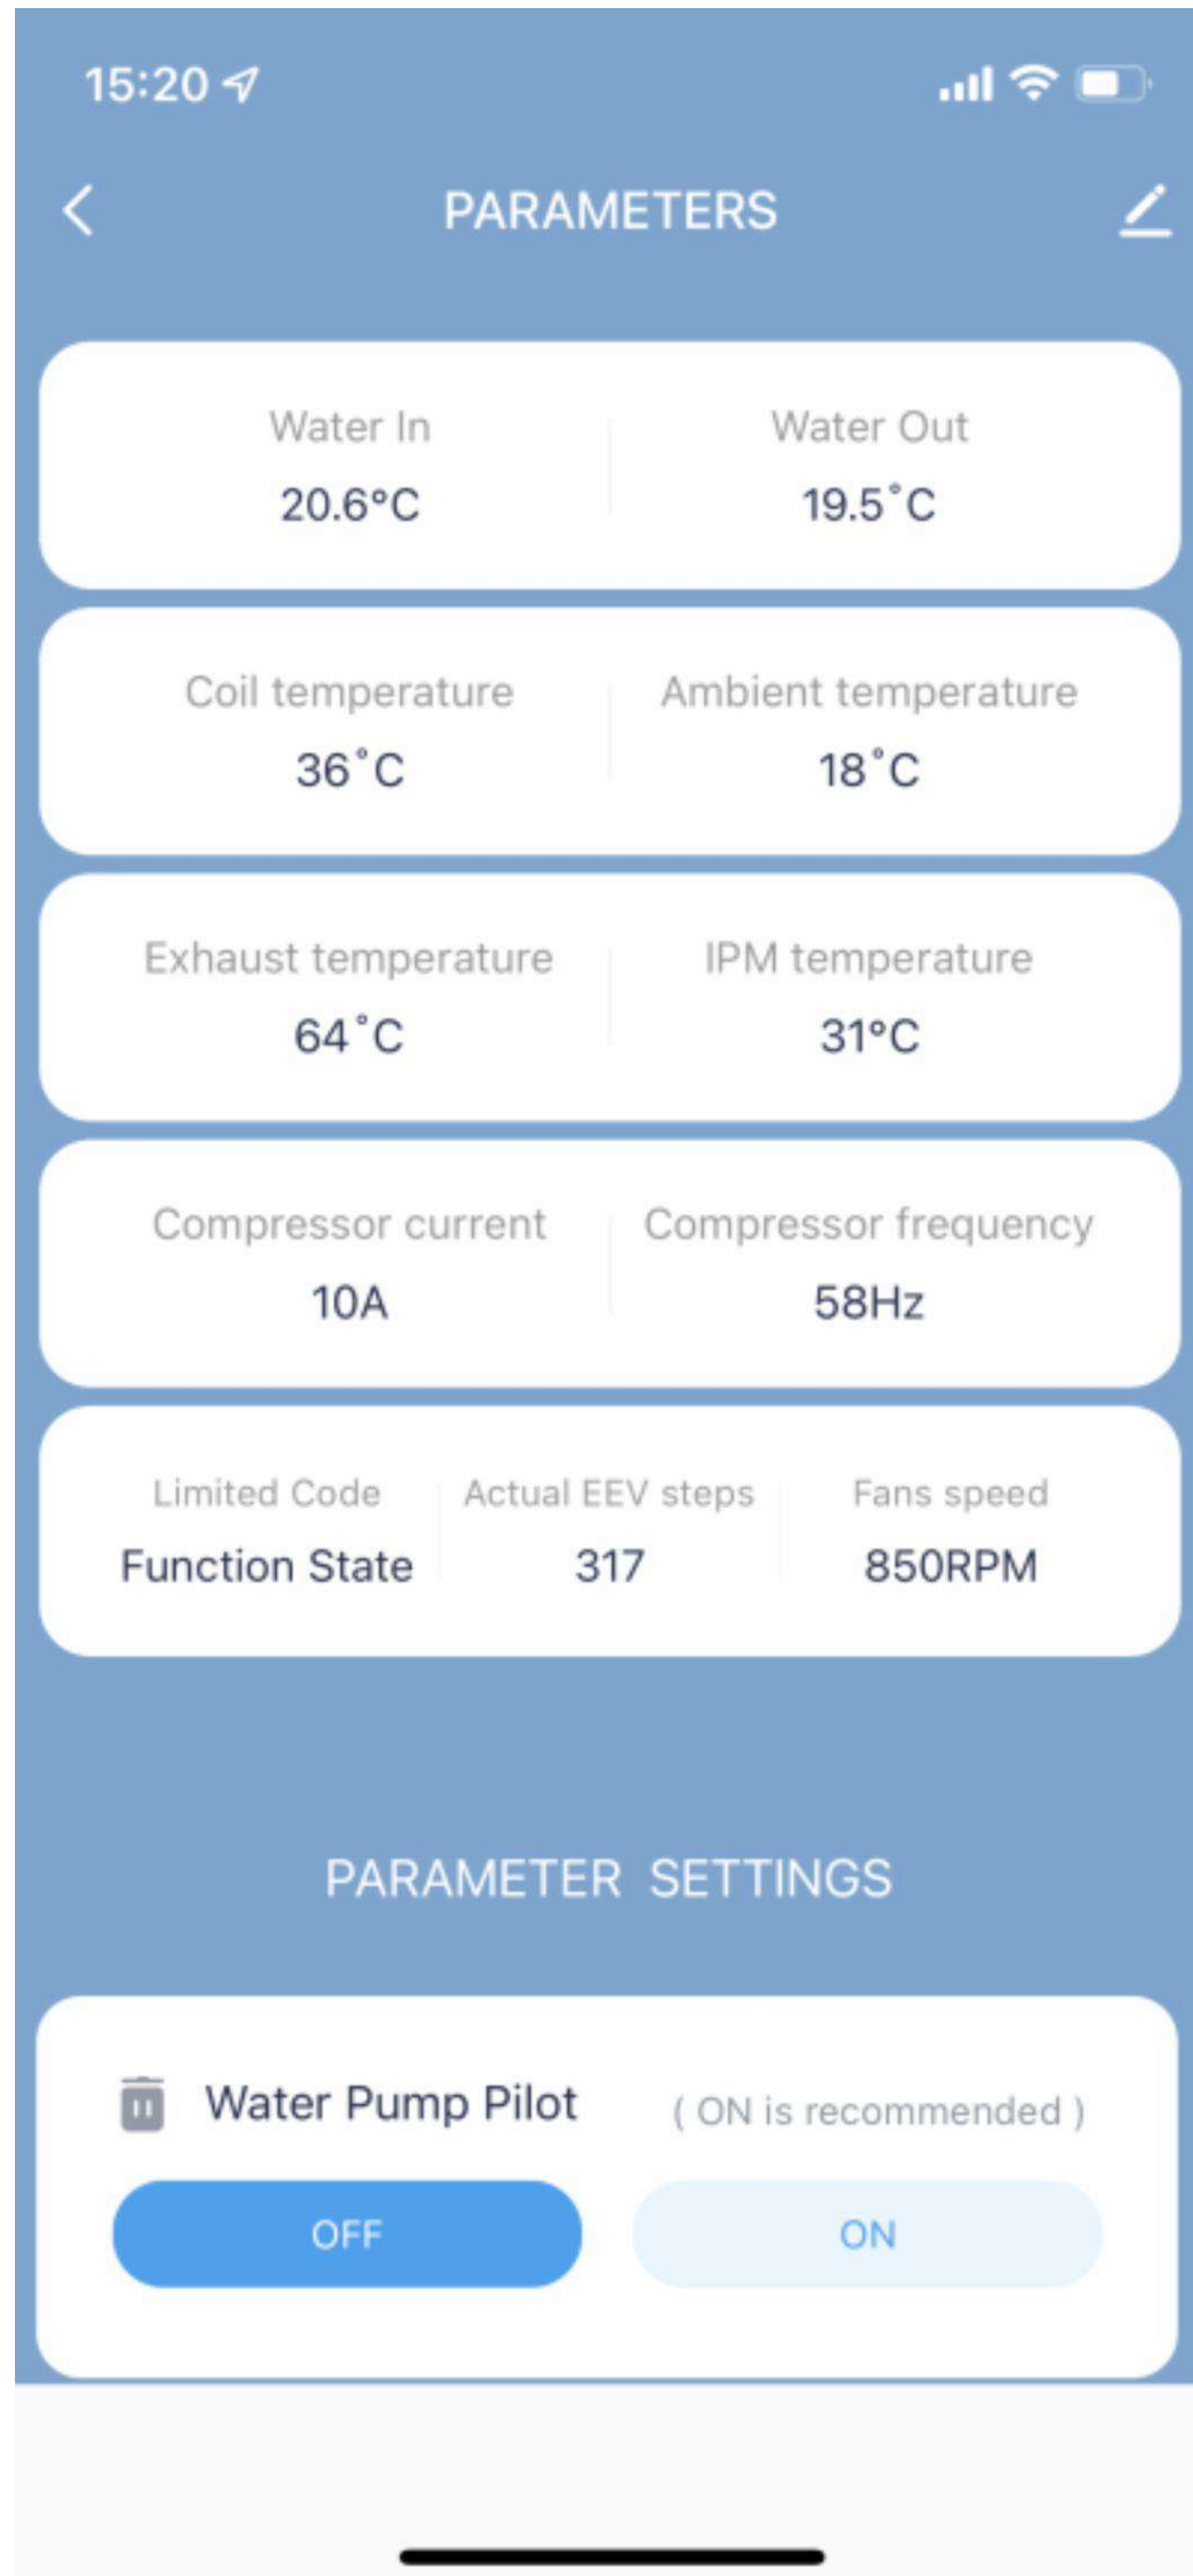 15:20
PARAMETERS
Water In Water Out
20.6°C 19.5°C
Coil temperature Ambient temperature
36°C 18°C
Exhaust temperature IPM temperature
64°C 31°C
Compressor current Compressor frequency
10A 58Hz
Limited Code Actual EEV steps Fans speed
Function State 317 850RPM
PARAMETER SETTINGS
Water Pump Pilot ( ON is recommended )
OFF ON